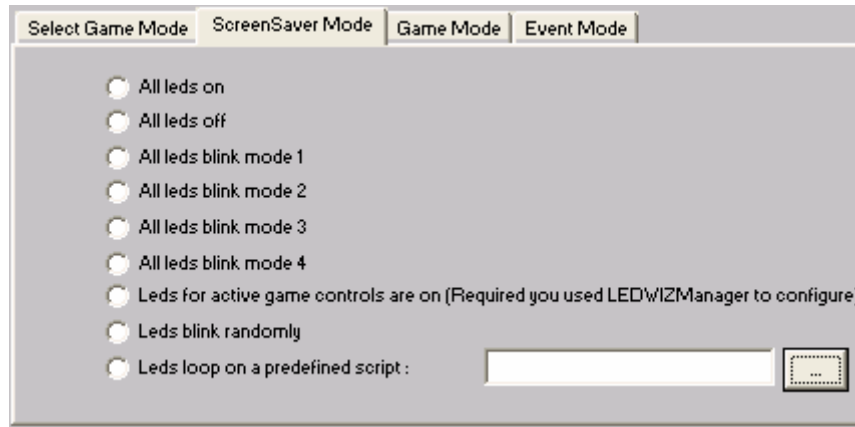 Select Game Mode ScreenSaver Mode Game Mode Event Mode
All leds on
All leds off
All leds blink mode 1
All leds blink mode 2
All leds blink mode 3
All leds blink mode 4
Leds for active game controls are on (Required you used LEDWIZManager to configure)
Leds blink randomly
Leds loop on a predefined script :
...